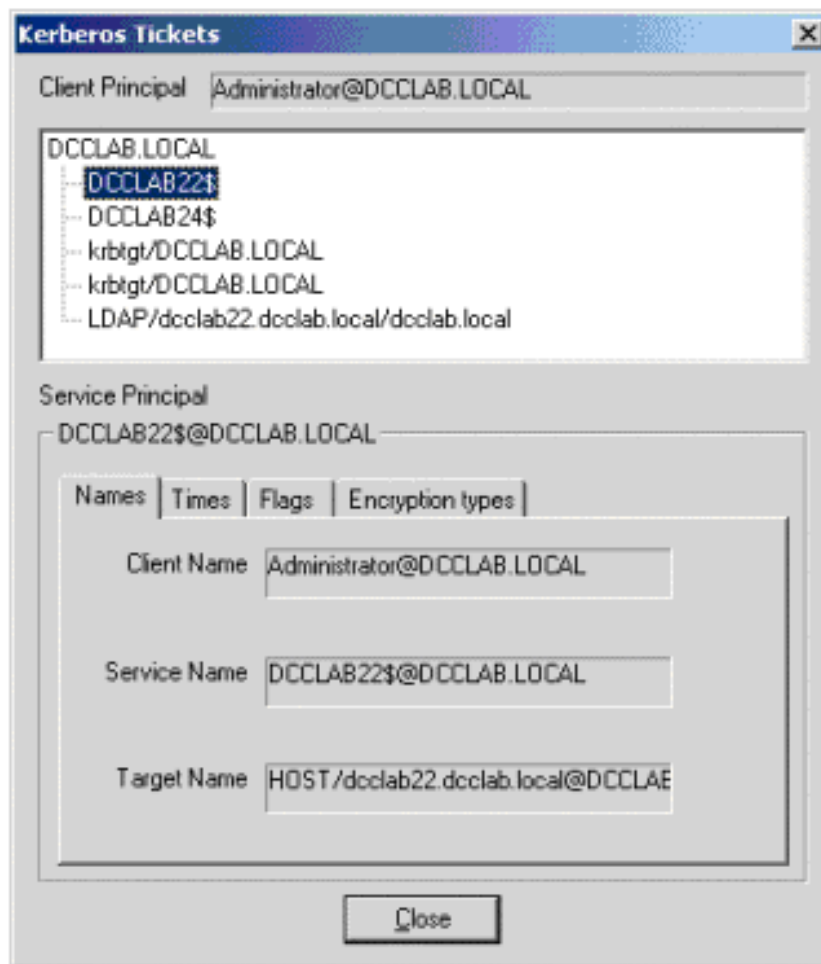 Kerberos Tickets
Client Principal Administrator@DCCLAB.LOCAL
DCCLAB.LOCAL
DCCLAB22$
DCCLAB24$
krbtgt/DCCLAB.LOCAL
krbtgt/DCCLAB.LOCAL
LDAP/dcclab22.dcclab.local/dcclab.local
Service Principal
DCCLAB22$@DCCLAB.LOCAL
Names Times Flags Encryption types
Client Name Administrator@DCCLAB.LOCAL
Service Name DCCLAB22$@DCCLAB.LOCAL
Target Name HOST/dcclab22.dcclab.local@DCCLAE
Close